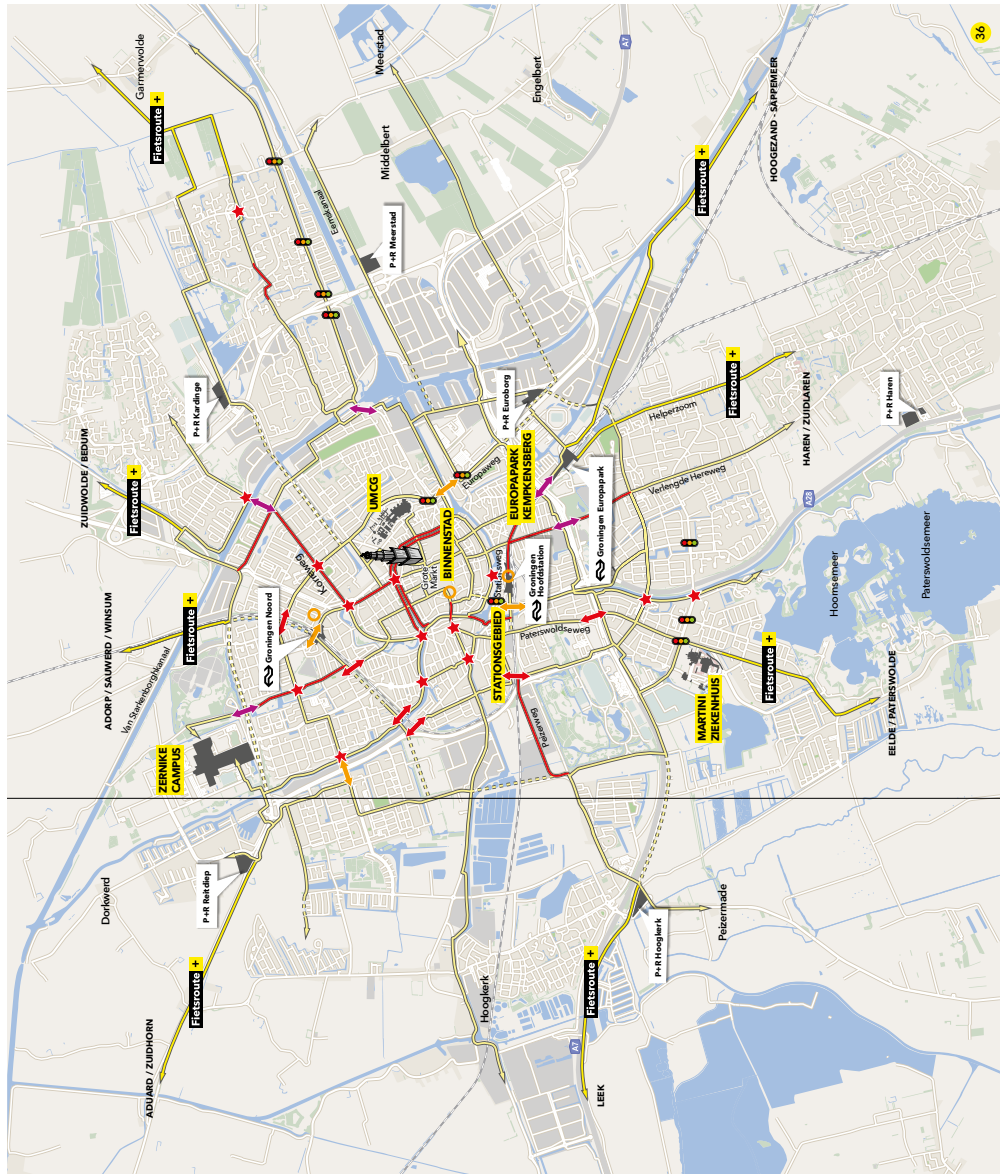 ZUIDWOLDE / BEDUM
ADORP / SAUWERD / WINSUM
Dorkwerd
Fietsroute +
Garmerwolde
ADUARD / ZUIDHORN
Van Starkenborghkanaal
Fietsroute +
ZERNIKE
CAMPUS
Fietsroute +
Fietsroute +
P+R Kardinge
P+R Reitdiep
Groningen Noord
Korreweg
Eemskanaal
UMCG
Meerstad
Middelbert
P+R Meerstad
Grote
Markt
BINNENSTAD
Hoogkerk
Europaweg
STATIONSGEBIED
Stationsweg
P+R Euroborg
EUROPAPARK
KEMPKENSBERG
Engelbert
Peizerweg
Groningen
Hoofdstation
Paterswoldseweg
A7
LEEK
Fietsroute +
Groningen Europapark
A7
P+R Hoogkerk
Helperzoom
Verlengde Hereweg
Fietsroute +
MARTINI
ZIEKENHUIS
Peizermade
Fietsroute +
Fietsroute +
HOOGEZAND - SAPPEMEER
HAREN / ZUIDLAREN
A28
Hoornsemeer
P+R Haren
EELDE / PATERSWOLDE
Paterswoldsemeer
36